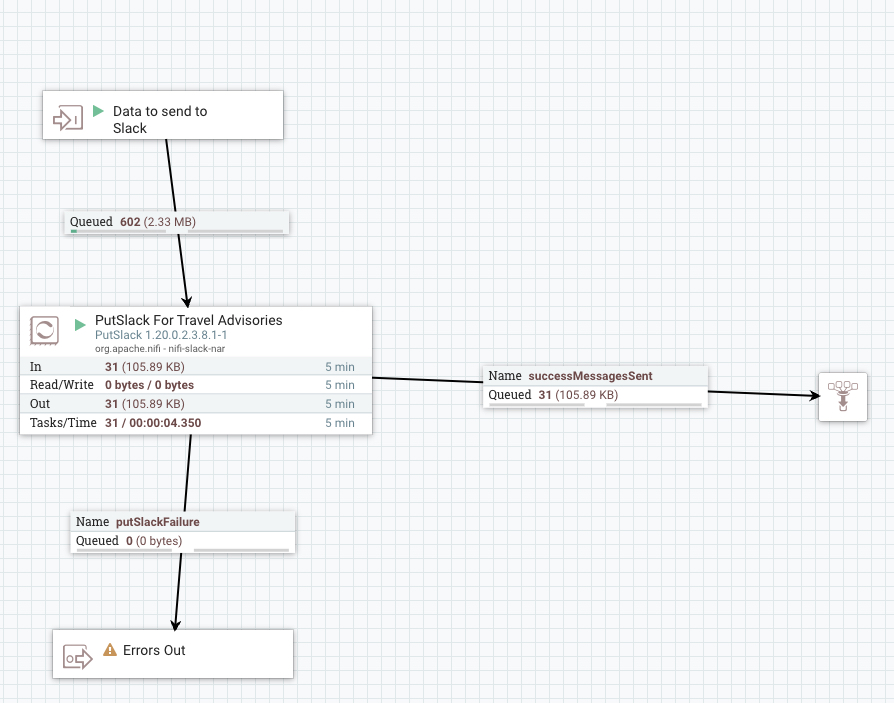 Data to send to
Slack
Queued 602 (2.33 MB)
PutSlack For Travel Advisories
PutSlack 1.20.0.2.3.8.1-1
org.apache.nifi - nifi-slack-nar
In 31 (105.89 KB) 5 min
Read/Write 0 bytes / 0 bytes 5 min
Out 31 (105.89 KB) 5 min
Tasks/Time 31 / 00:00:04.350 5 min
Name successMessagesSent
Queued 31 (105.89 KB)
Name putSlackFailure
Queued 0 (0 bytes)
Errors Out